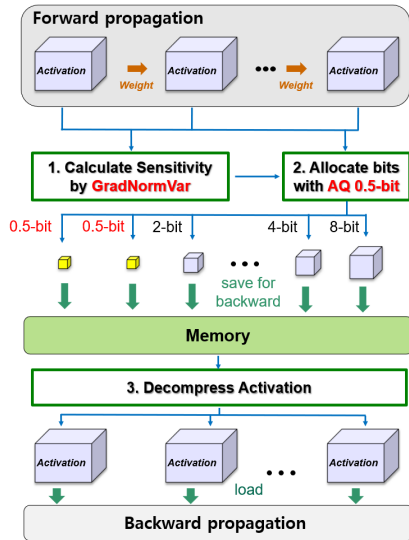 Forward propagation
Activation
Activation
•••
Activation
Weight
Weight
1. Calculate Sensitivity
by GradNormVar
2. Allocate bits
with AQ 0.5-bit
0.5-bit
0.5-bit
2-bit
4-bit
8-bit
•••
save for
backward
Memory
3. Decompress Activation
Activation
Activation
•••
Activation
load
Backward propagation